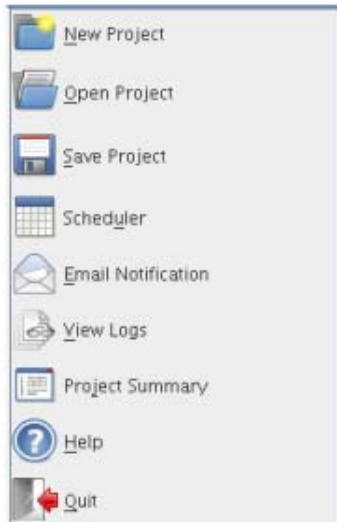 New Project
Open Project
Save Project
Scheduler
Email Notification
View Logs
Project Summary
Help
Quit